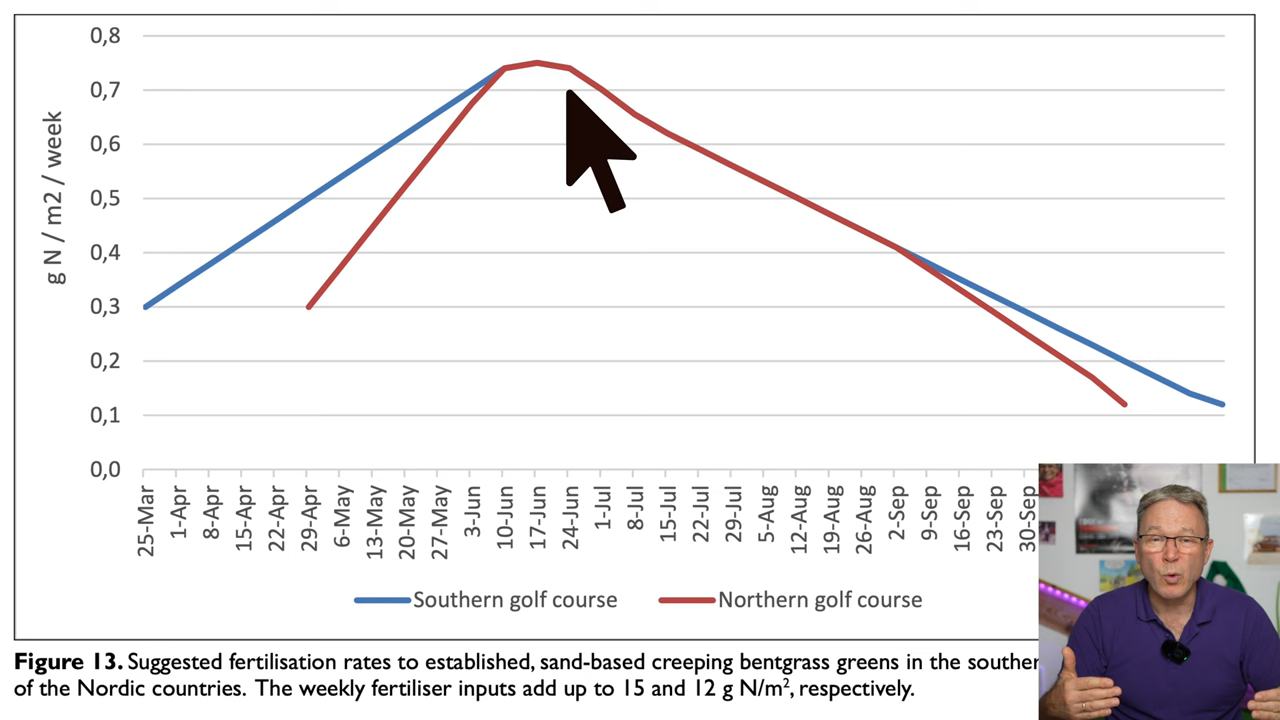 0,8
0,7
0,6
0,5
0,4
0,3
0,2
0,1
0,0
g N / m2 / week
25-Mar
1-Apr
8-Apr
15-Apr
22-Apr
29-Apr
6-May
13-May
20-May
27-May
3-Jun
10-Jun
17-Jun
24-Jun
1-Jul
8-Jul
15-Jul
22-Jul
29-Jul
5-Aug
12-Aug
19-Aug
26-Aug
2-Sep
9-Sep
16-Sep
23-Sep
30-Sep
Southern golf course
Northern golf course
Figure 13. Suggested fertilisation rates to established, sand-based creeping bentgrass greens in the
of the Nordic countries. The weekly fertiliser inputs add up to 15 and 12 g N/m², respectively.